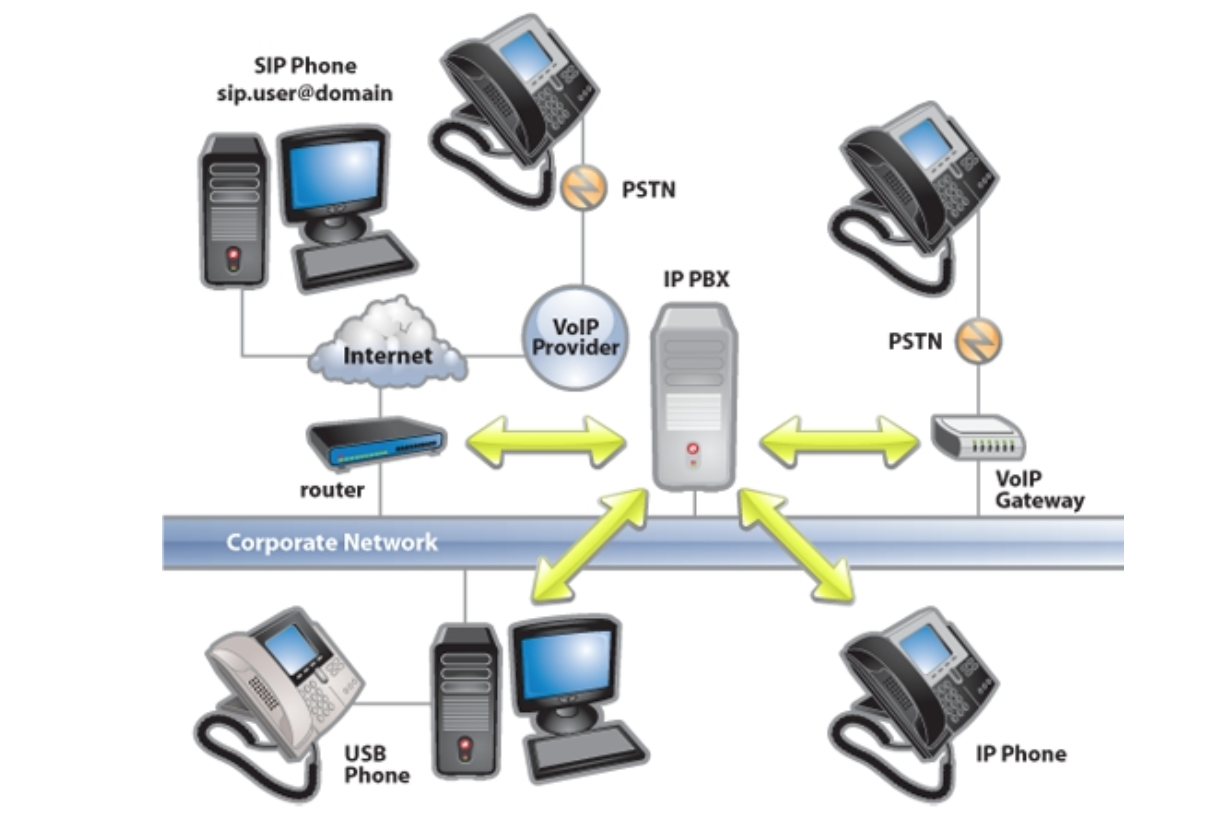 SIP Phone
sip.user@domain
PSTN
IP PBX
VoIP
Provider
Internet
PSTN
router
VoIP
Gateway
Corporate Network
USB
Phone
IP Phone